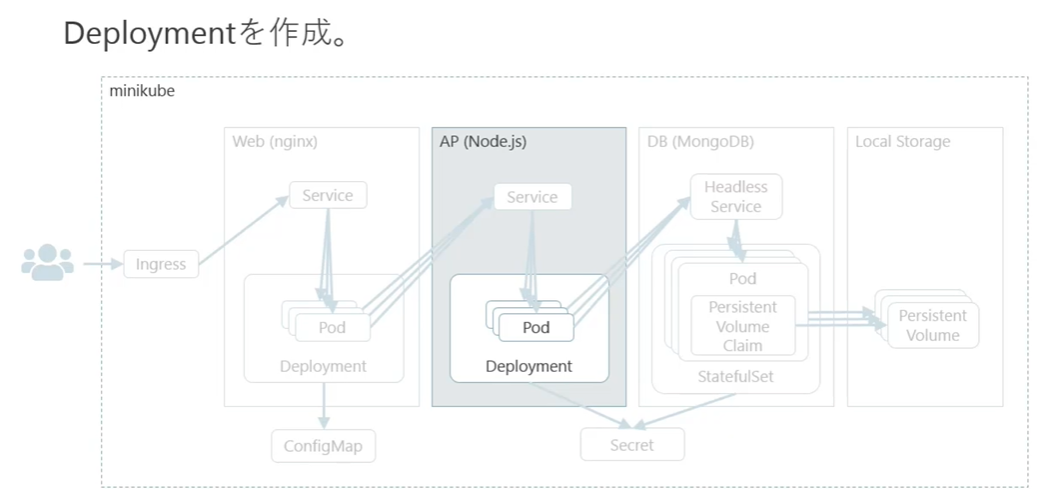 Deploymentを作成。
minikube
Web (nginx)
AP (Node.js)
DB (MongoDB)
Local Storage
Service
Service
Headless
Service
Ingress
Pod
Deployment
Pod
Deployment
Pod
Persistent
Volume
Claim
StatefulSet
Persistent
Volume
ConfigMap
Secret